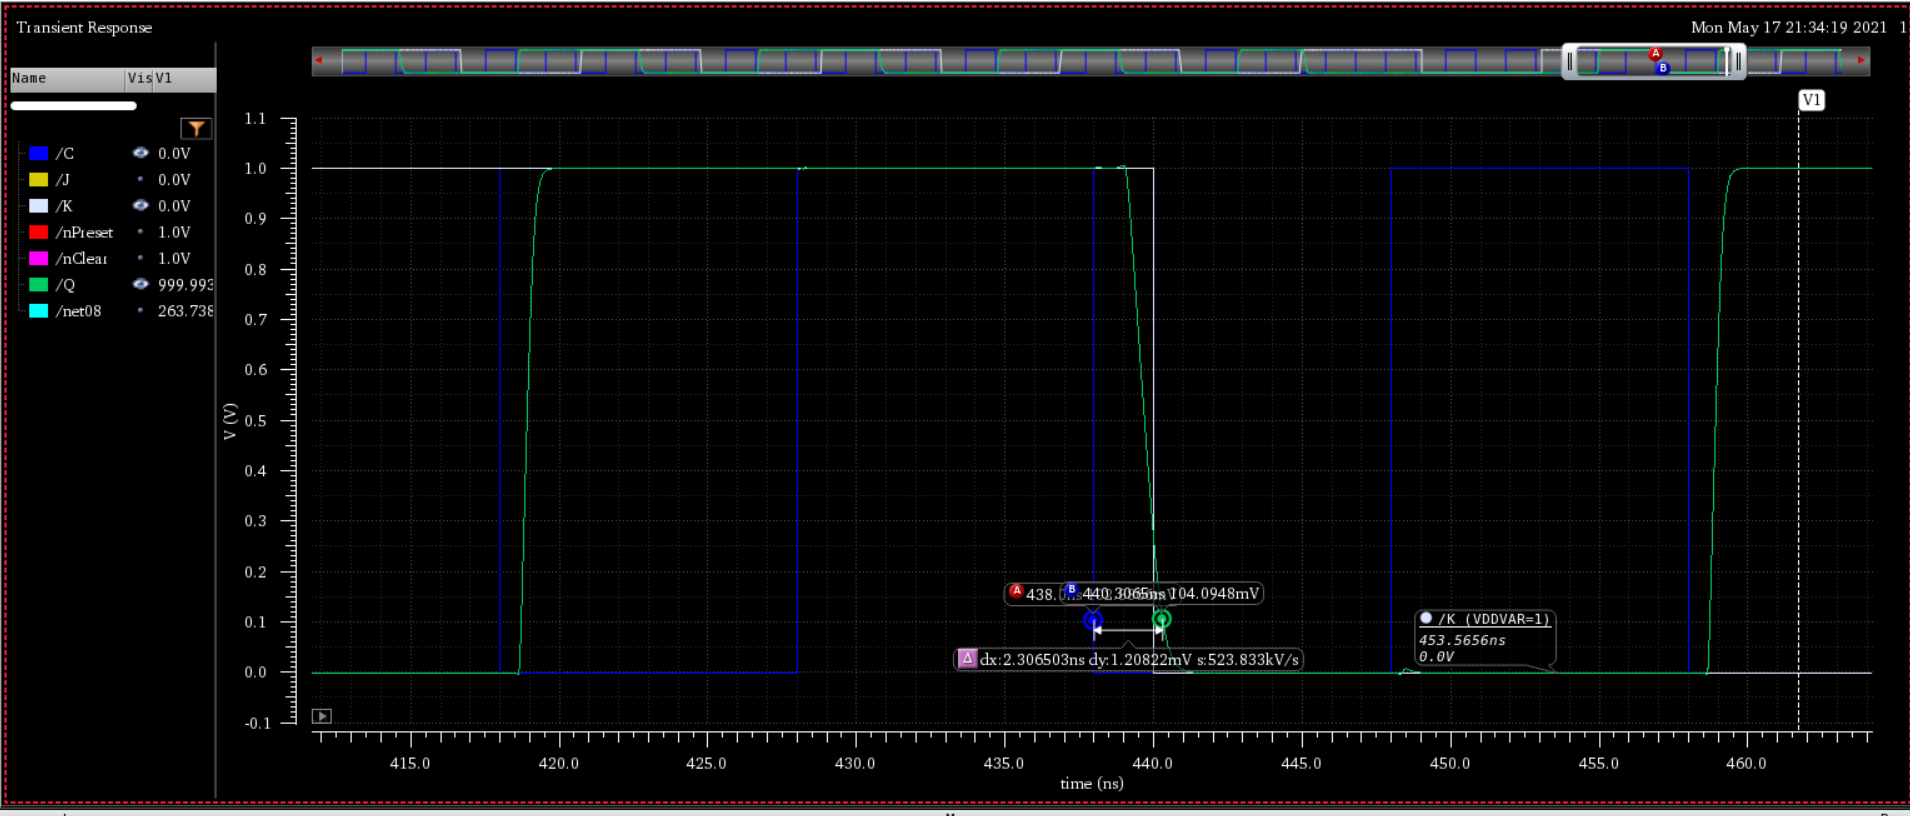 Transient Response
Mon May 17 21:34:19 2021 1
Name Vis V1
A
B
V1
/C 0.0V
/J 0.0V
/K 0.0V
/nPreset 1.0V
/nClear 1.0V
/Q 999.993
/net08 263.738
V (V)
1.1
1.0
0.9
0.8
0.7
0.6
0.5
0.4
0.3
0.2
0.1
0.0
-0.1
A 438.
B 440.3065ns 104.0948mV
Δ dx:2.306503ns dy:1.20822mV s:523.833kV/s
/K (VDDVAR=1)
453.5656ns
0.0V
415.0 420.0 425.0 430.0 435.0 440.0 445.0 450.0 455.0 460.0
time (ns)